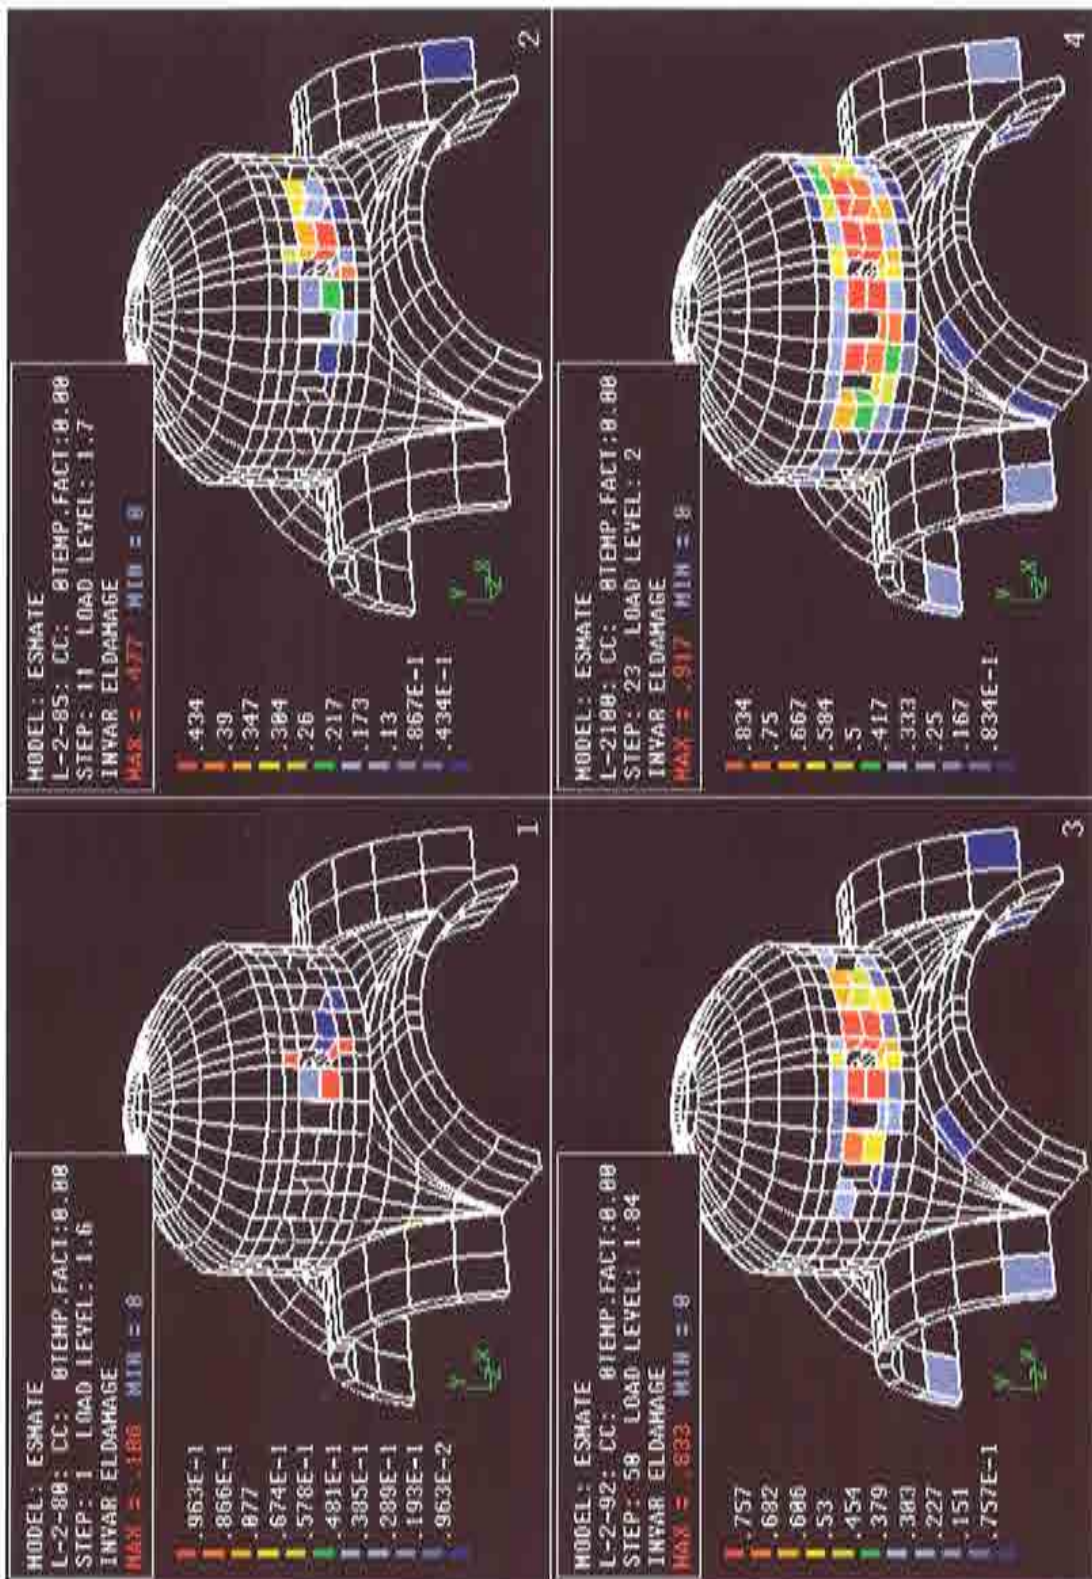 MODEL: ESMATE
L-2-80: CC: 0TEMP.FACT:0.00
STEP: 1 LOAD LEVEL: 1.6
INVAR ELDAMAGE
MAX = .106 MIN = 0
.963E-1
.866E-1
.077
.674E-1
.578E-1
.481E-1
.385E-1
.289E-1
.193E-1
.963E-2
Y
Z X
1
MODEL: ESMATE
L-2-85: CC: 0TEMP.FACT:0.00
STEP: 11 LOAD LEVEL: 1.7
INVAR ELDAMAGE
MAX = .477 MIN = 0
.434
.39
.347
.304
.26
.217
.173
.13
.867E-1
.434E-1
Y
Z X
2
MODEL: ESMATE
L-2-92: CC: 0TEMP.FACT:0.00
STEP: 50 LOAD LEVEL: 1.84
INVAR ELDAMAGE
MAX = .833 MIN = 0
.757
.682
.606
.53
.454
.379
.303
.227
.151
.757E-1
Y
Z X
3
MODEL: ESMATE
L-2100: CC: 0TEMP.FACT:0.00
STEP: 23 LOAD LEVEL: 2
INVAR ELDAMAGE
MAX = .917 MIN = 0
.834
.75
.667
.584
.5
.417
.333
.25
.167
.834E-1
Y
Z X
4